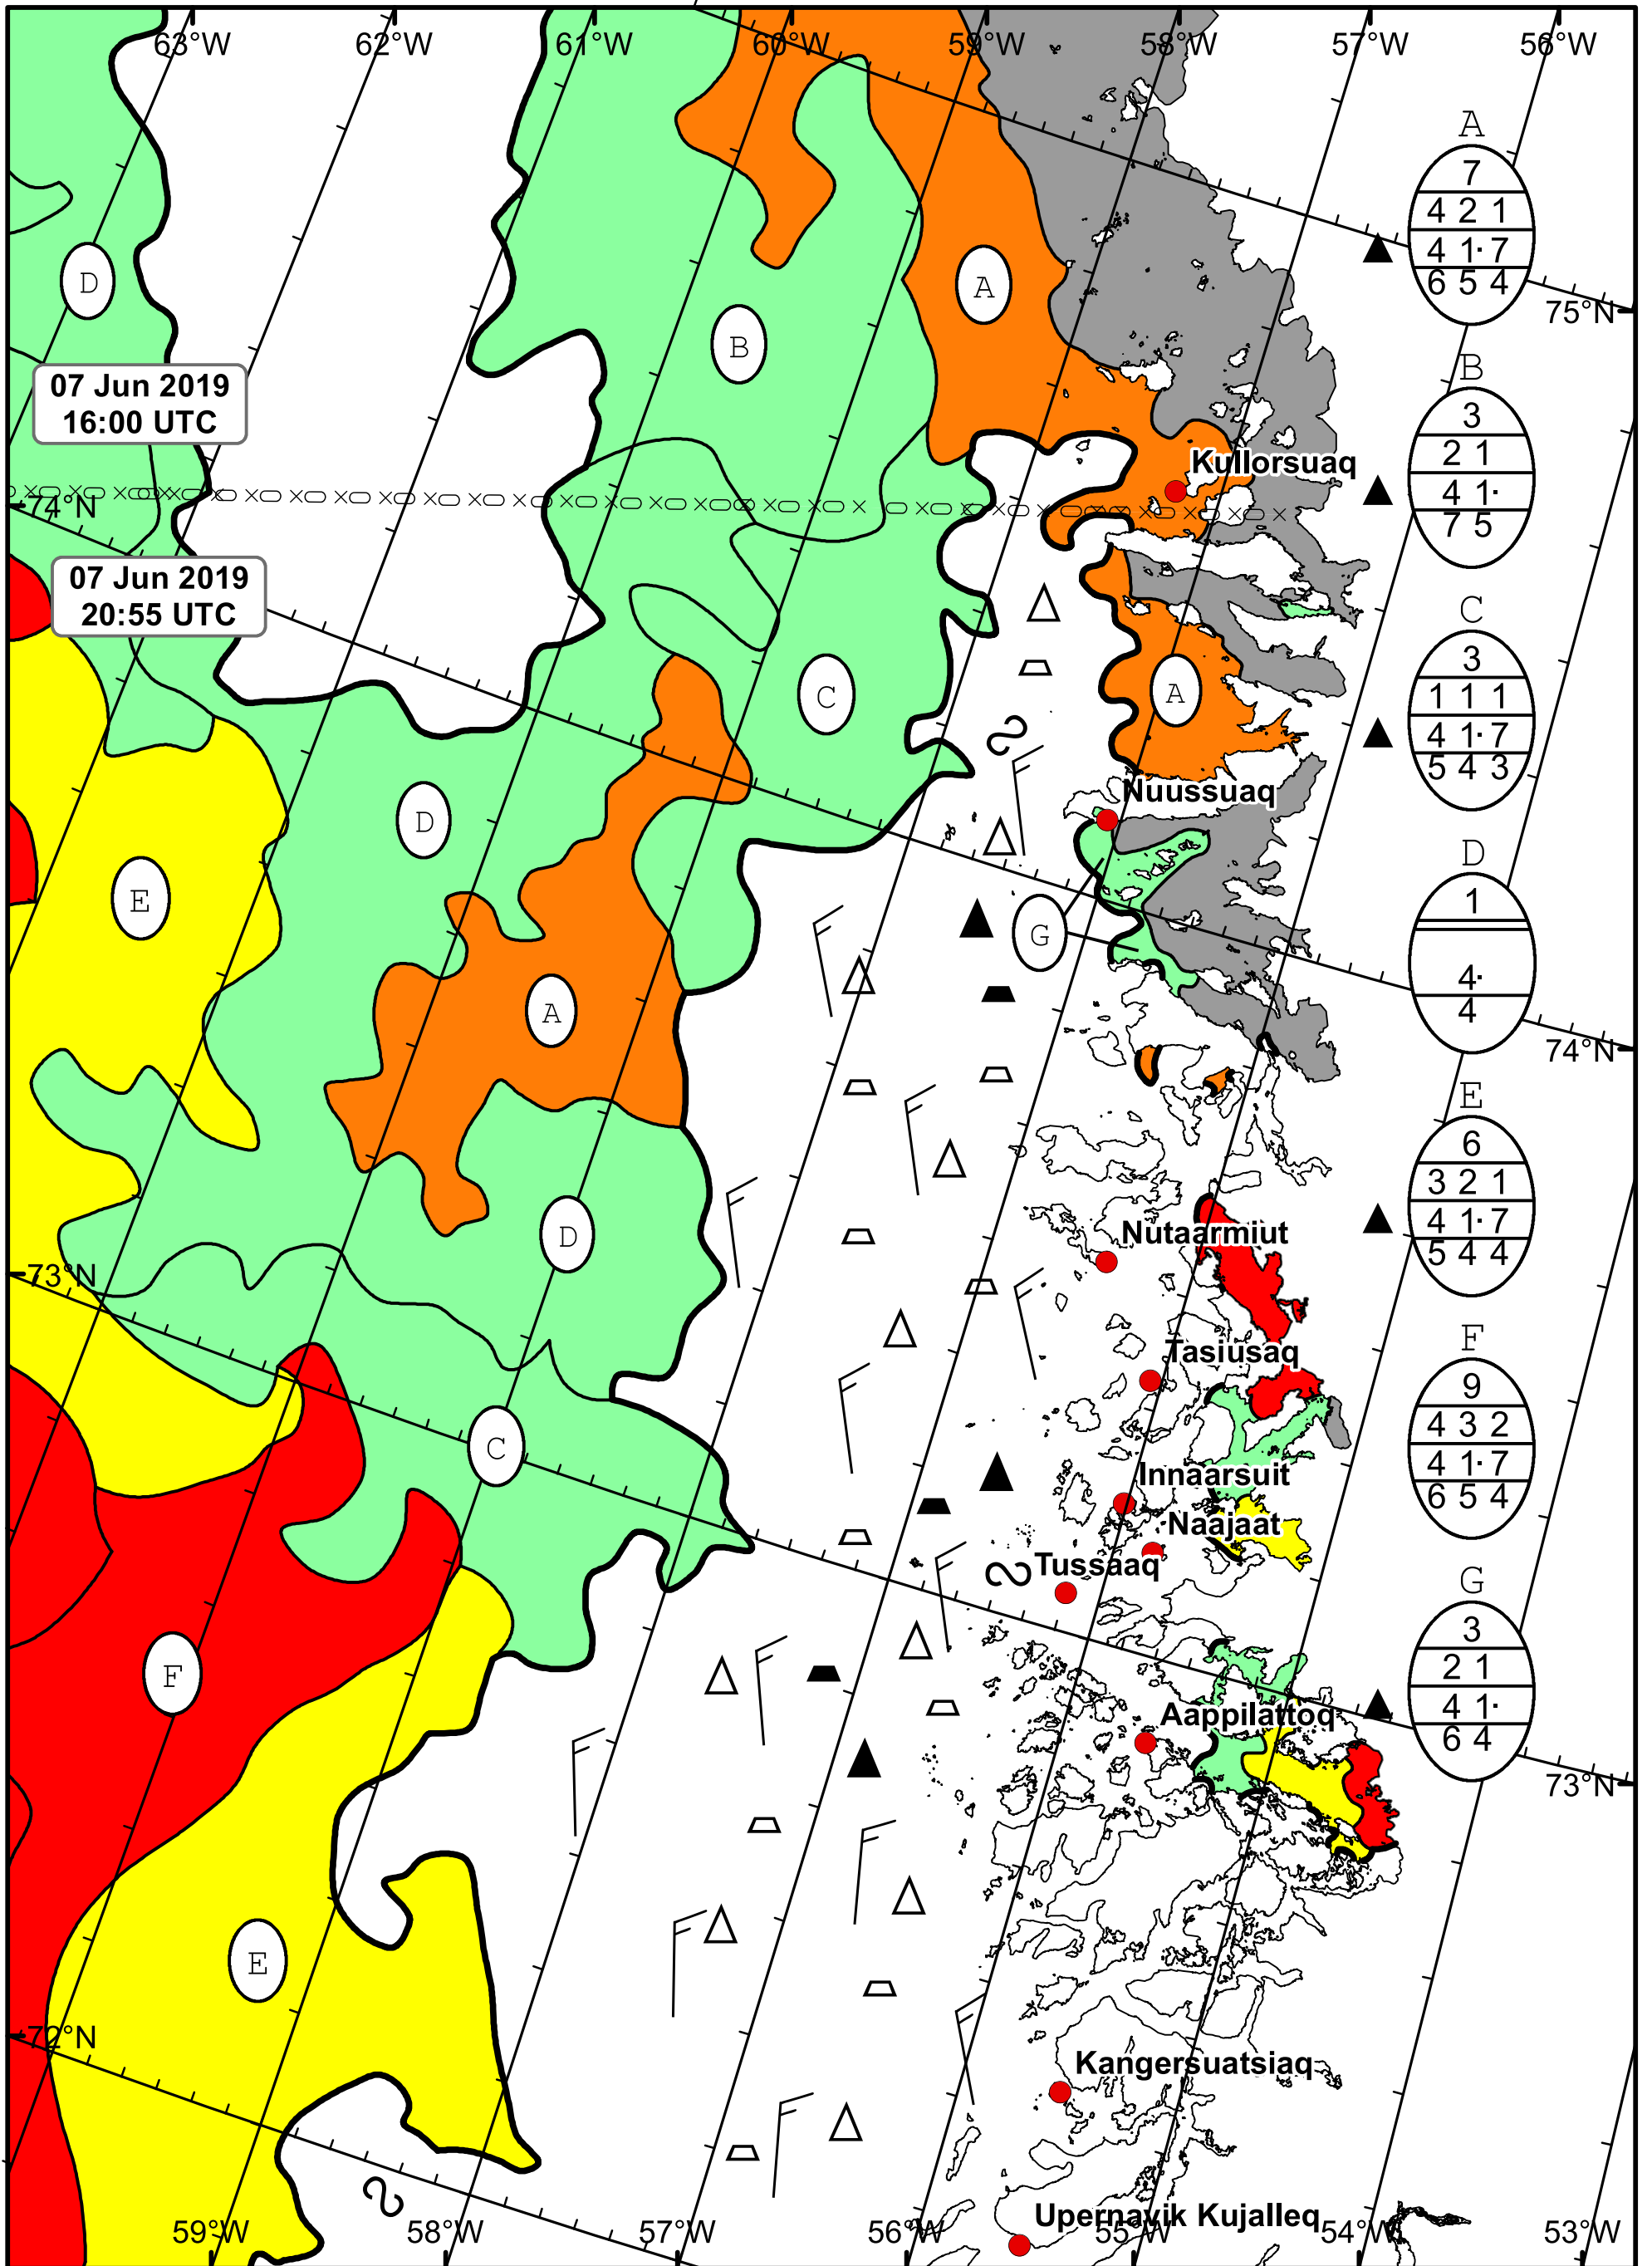 63°W 62°W 61°W 60°W 59°W 58°W 57°W 56°W
A
7
4 2 1
4 1· 7
6 5 4
75°N
D
A
B
B
3
2 1
4 1·
7 5
07 Jun 2019
16:00 UTC
Kullorsuaq
74°N
07 Jun 2019
20:55 UTC
C
3
1 1 1
4 1· 7
5 4 3
C
A
Nuussuaq
D
E
G
D
1
4·
4
74°N
A
E
6
3 2 1
4 1· 7
5 4 4
D
Nutaarmiut
73°N
Tasiusaq
F
9
4 3 2
4 1· 7
6 5 4
C
Innaarsuit
Naajaat
Tussaaq
G
3
2 1
4 1·
6 4
F
Aappilattoq
73°N
E
72°N
Kangersuatsiaq
Upernavik Kujalleq
59°W 58°W 57°W 56°W 55°W 54°W 53°W